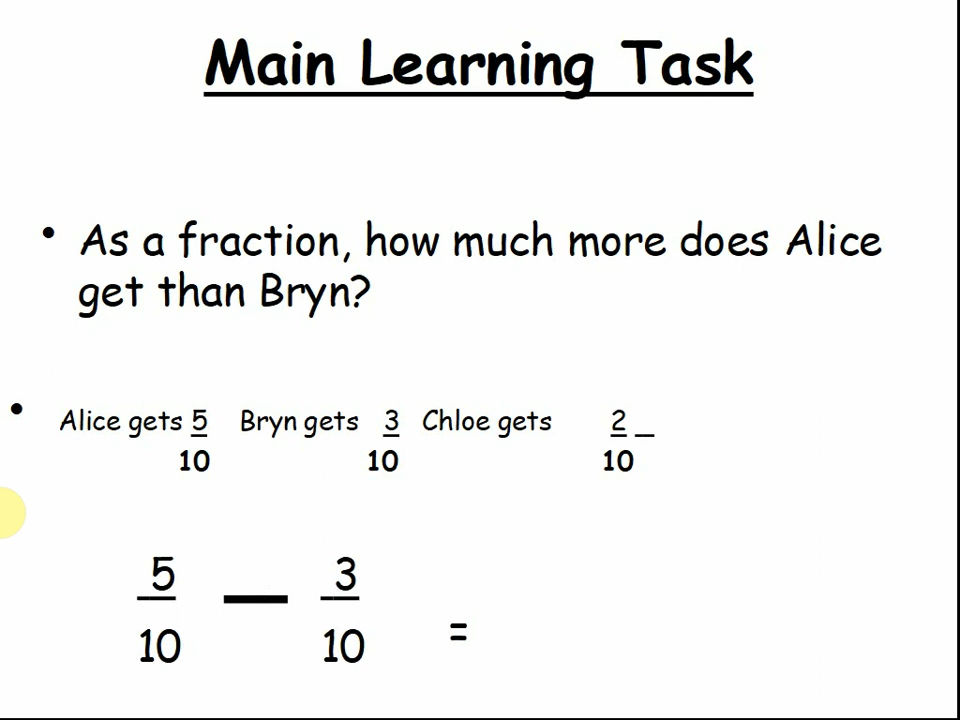 Main Learning Task
• As a fraction, how much more does Alice
get than Bryn?
• Alice gets 5 Bryn gets 3 Chloe gets 2 _
10 10 10
5 — 3
10 10 =